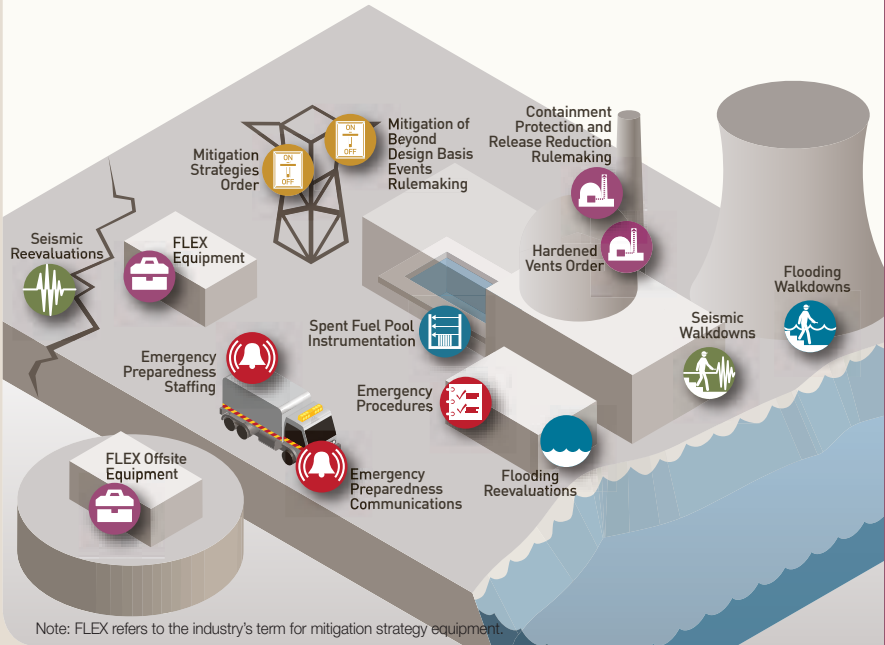 Containment
Protection and
Release Reduction
Rulemaking
Mitigation of
Beyond
Design Basis
Events
Rulemaking
ON
OFF
Mitigation
Strategies
Order
ON
OFF
Seismic
Reevaluations
FLEX
Equipment
Hardened
Vents Order
Flooding
Walkdowns
Seismic
Walkdowns
Spent Fuel Pool
Instrumentation
Emergency
Preparedness
Staffing
Emergency
Procedures
FLEX Offsite
Equipment
Emergency
Preparedness
Communications
Flooding
Reevaluations
Note: FLEX refers to the industry's term for mitigation strategy equipment.